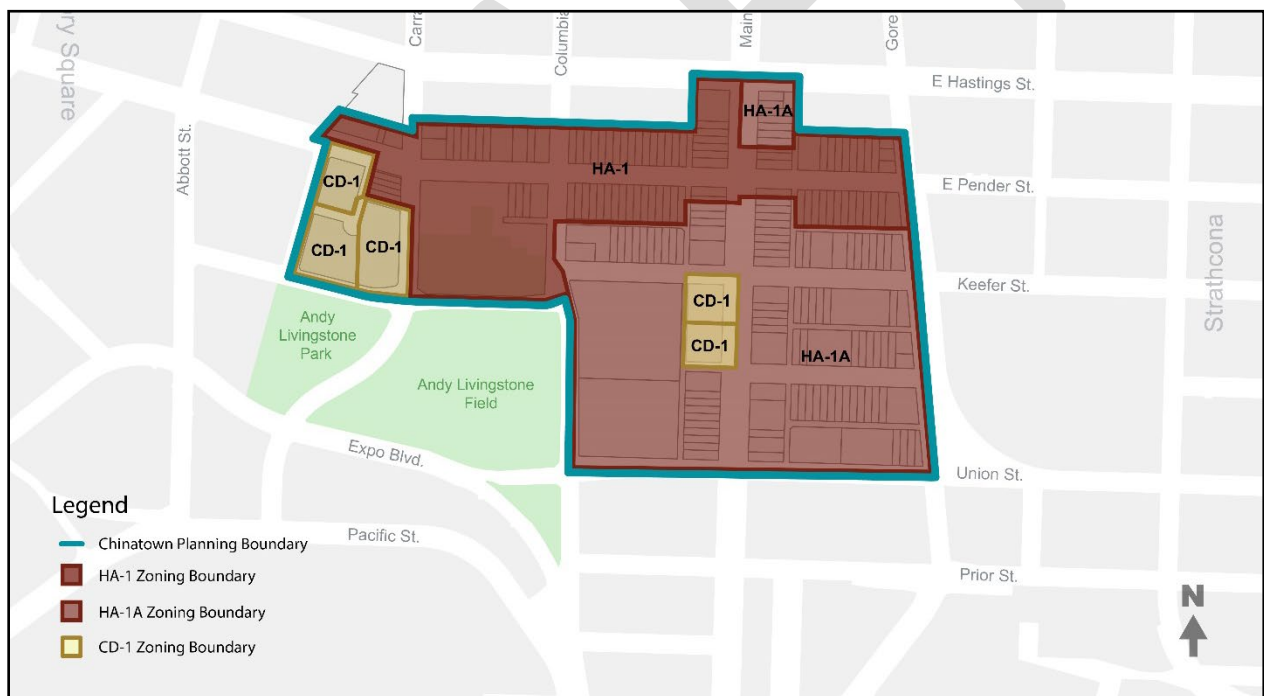 ry Square
Carra
Columbia
Main
Gore
E Hastings St.
HA-1A
Abbott St.
HA-1
CD-1
E Pender St.
CD-1
CD-1
Strathcona
Keefer St.
CD-1
Andy
Livingstone
Park
CD-1
HA-1A
Andy Livingstone
Field
Expo Blvd.
Union St.
Legend
Pacific St.
Chinatown Planning Boundary
HA-1 Zoning Boundary
Prior St.
HA-1A Zoning Boundary
CD-1 Zoning Boundary
N